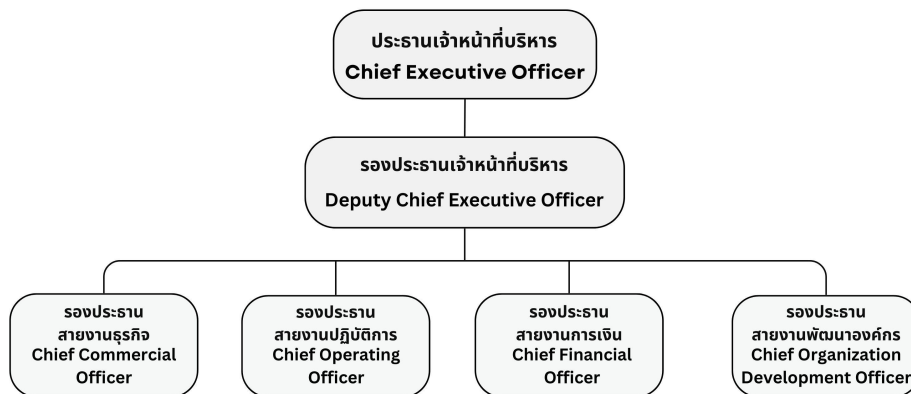 ประธานเจ้าหน้าที่บริหาร
Chief Executive Officer
รองประธานเจ้าหน้าที่บริหาร
Deputy Chief Executive Officer
รองประธาน
สายงานธุรกิจ
Chief Commercial
Officer
รองประธาน
สายงานปฏิบัติการ
Chief Operating
Officer
รองประธาน
สายงานการเงิน
Chief Financial
Officer
รองประธาน
สายงานพัฒนาองค์กร
Chief Organization
Development Officer